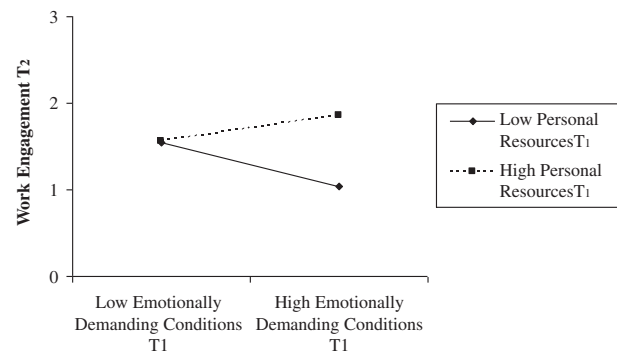 3
2
1
0
Work Engagement T2
Low Emotionally
Demanding Conditions
T1
High Emotionally
Demanding Conditions
T1
Low Personal
ResourcesT1
High Personal
ResourcesT1